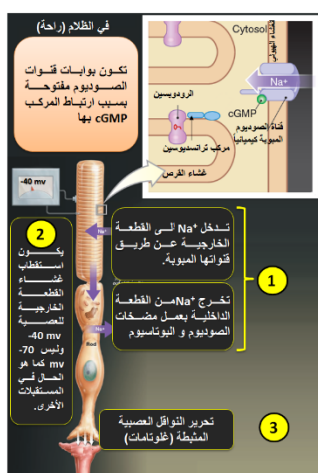 في الظلام (راحة)
تكون بوابات قنوات
الصوديوم مفتوحة
بسبب ارتباط المركب
cGMP بها
Cytosol
الغشاء الهيولي
Na⁺
الرودوبسين
cGMP
قناة الصوديوم
المبوبة كيميائياً
مركب ترانسديوسين
غشاء القرص
-40 mv
Na⁺
تدخل Na⁺ الى القطعة
الخارجية عن طريق
قنواتها المبوبة.
1
تخرج Na⁺من القطعة
الداخلية بعمل مضخات
الصوديوم و البوتاسيوم
Na⁺
Rod
2
يكون
استقطاب
غشاء
القطعة
الخارجية
للعصية
-40 mv
وليس 70-
mv كما هو
الحال في
المستقبلات
الأخرى.
تحرير النواقل العصبية
المثبطة (غلوتامات)
3